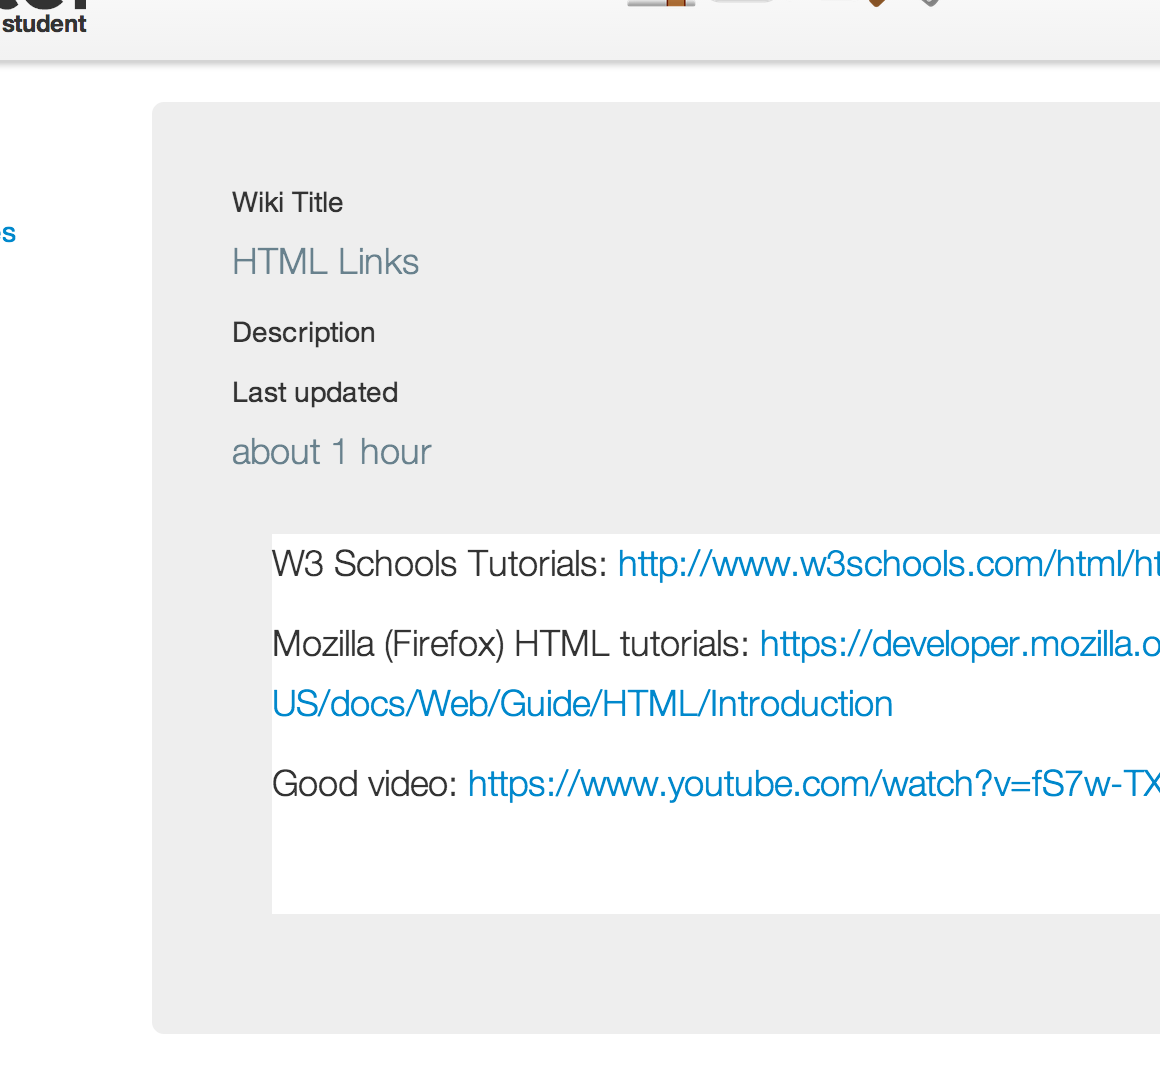 student
Wiki Title
HTML Links
Description
Last updated
about 1 hour
W3 Schools Tutorials: http://www.w3schools.com/html/ht
Mozilla (Firefox) HTML tutorials: https://developer.mozilla.o
US/docs/Web/Guide/HTML/Introduction
Good video: https://www.youtube.com/watch?v=fS7w-TX